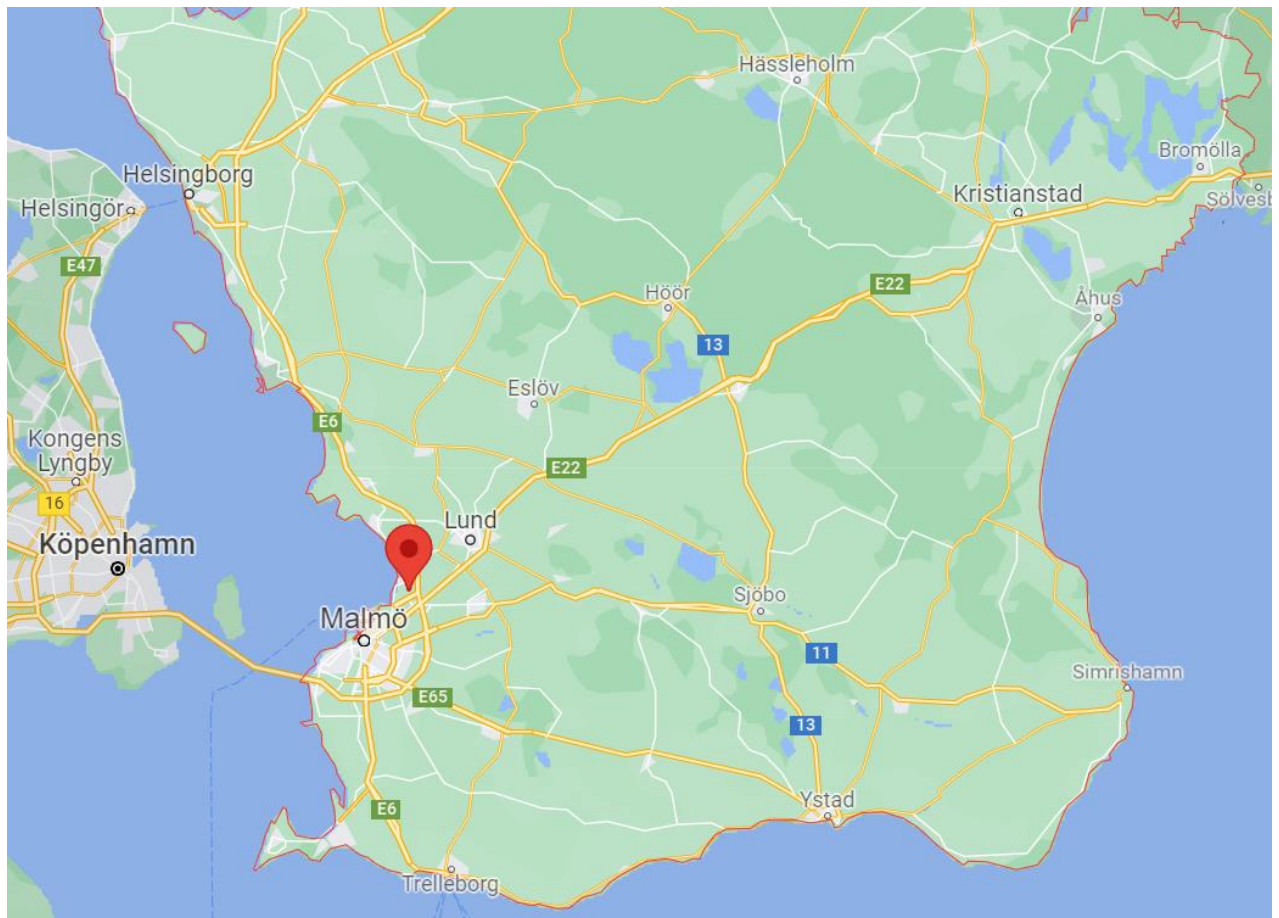 Hässleholm
Bromölla
Helsingborg
Kristianstad
Sölvesb
Helsingör
E47
E22
Höör
Åhus
13
Eslöv
E6
Kongens
Lyngby
E22
16
Lund
Köpenhamn
Sjöbo
Malmö
11
Simrishamn
E65
13
Ystad
E6
Trelleborg